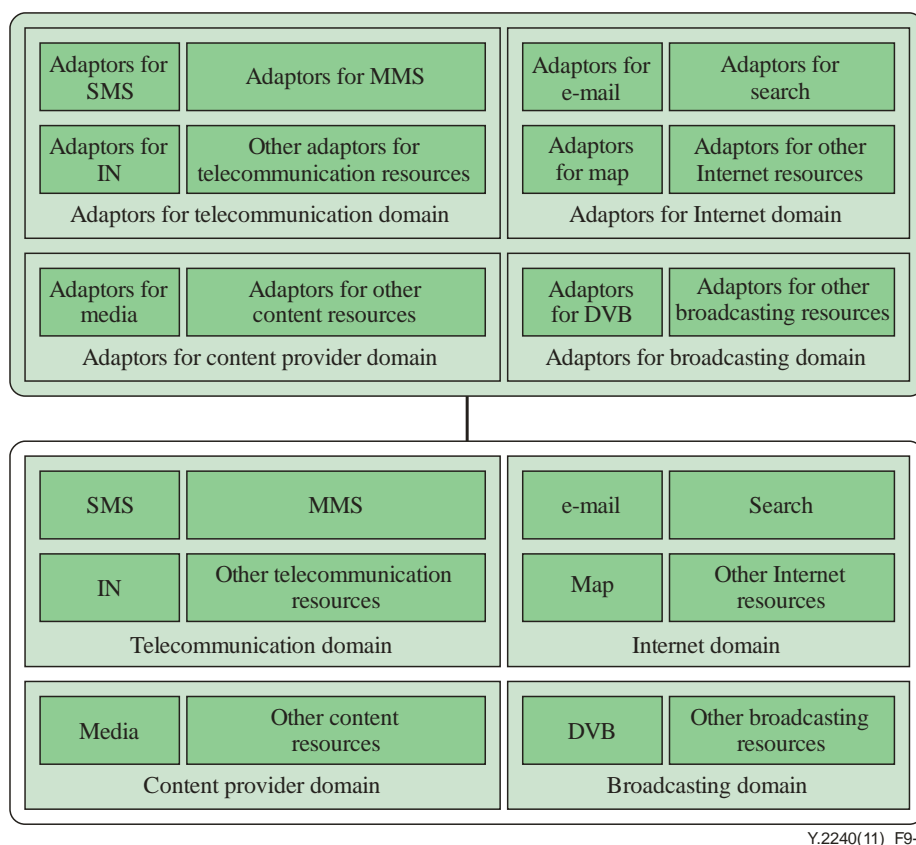 Adaptors for
SMS
Adaptors for MMS
Adaptors for
IN
Other adaptors for
telecommunication resources
Adaptors for telecommunication domain
Adaptors for
e-mail
Adaptors for
search
Adaptors
for map
Adaptors for other
Internet resources
Adaptors for Internet domain
Adaptors for
media
Adaptors for other
content resources
Adaptors for content provider domain
Adaptors
for DVB
Adaptors for other
broadcasting resources
Adaptors for broadcasting domain
SMS
MMS
IN
Other telecommunication
resources
Telecommunication domain
e-mail
Search
Map
Other Internet
resources
Internet domain
Media
Other content
resources
Content provider domain
DVB
Other broadcasting
resources
Broadcasting domain
Y.2240(11)_F9-